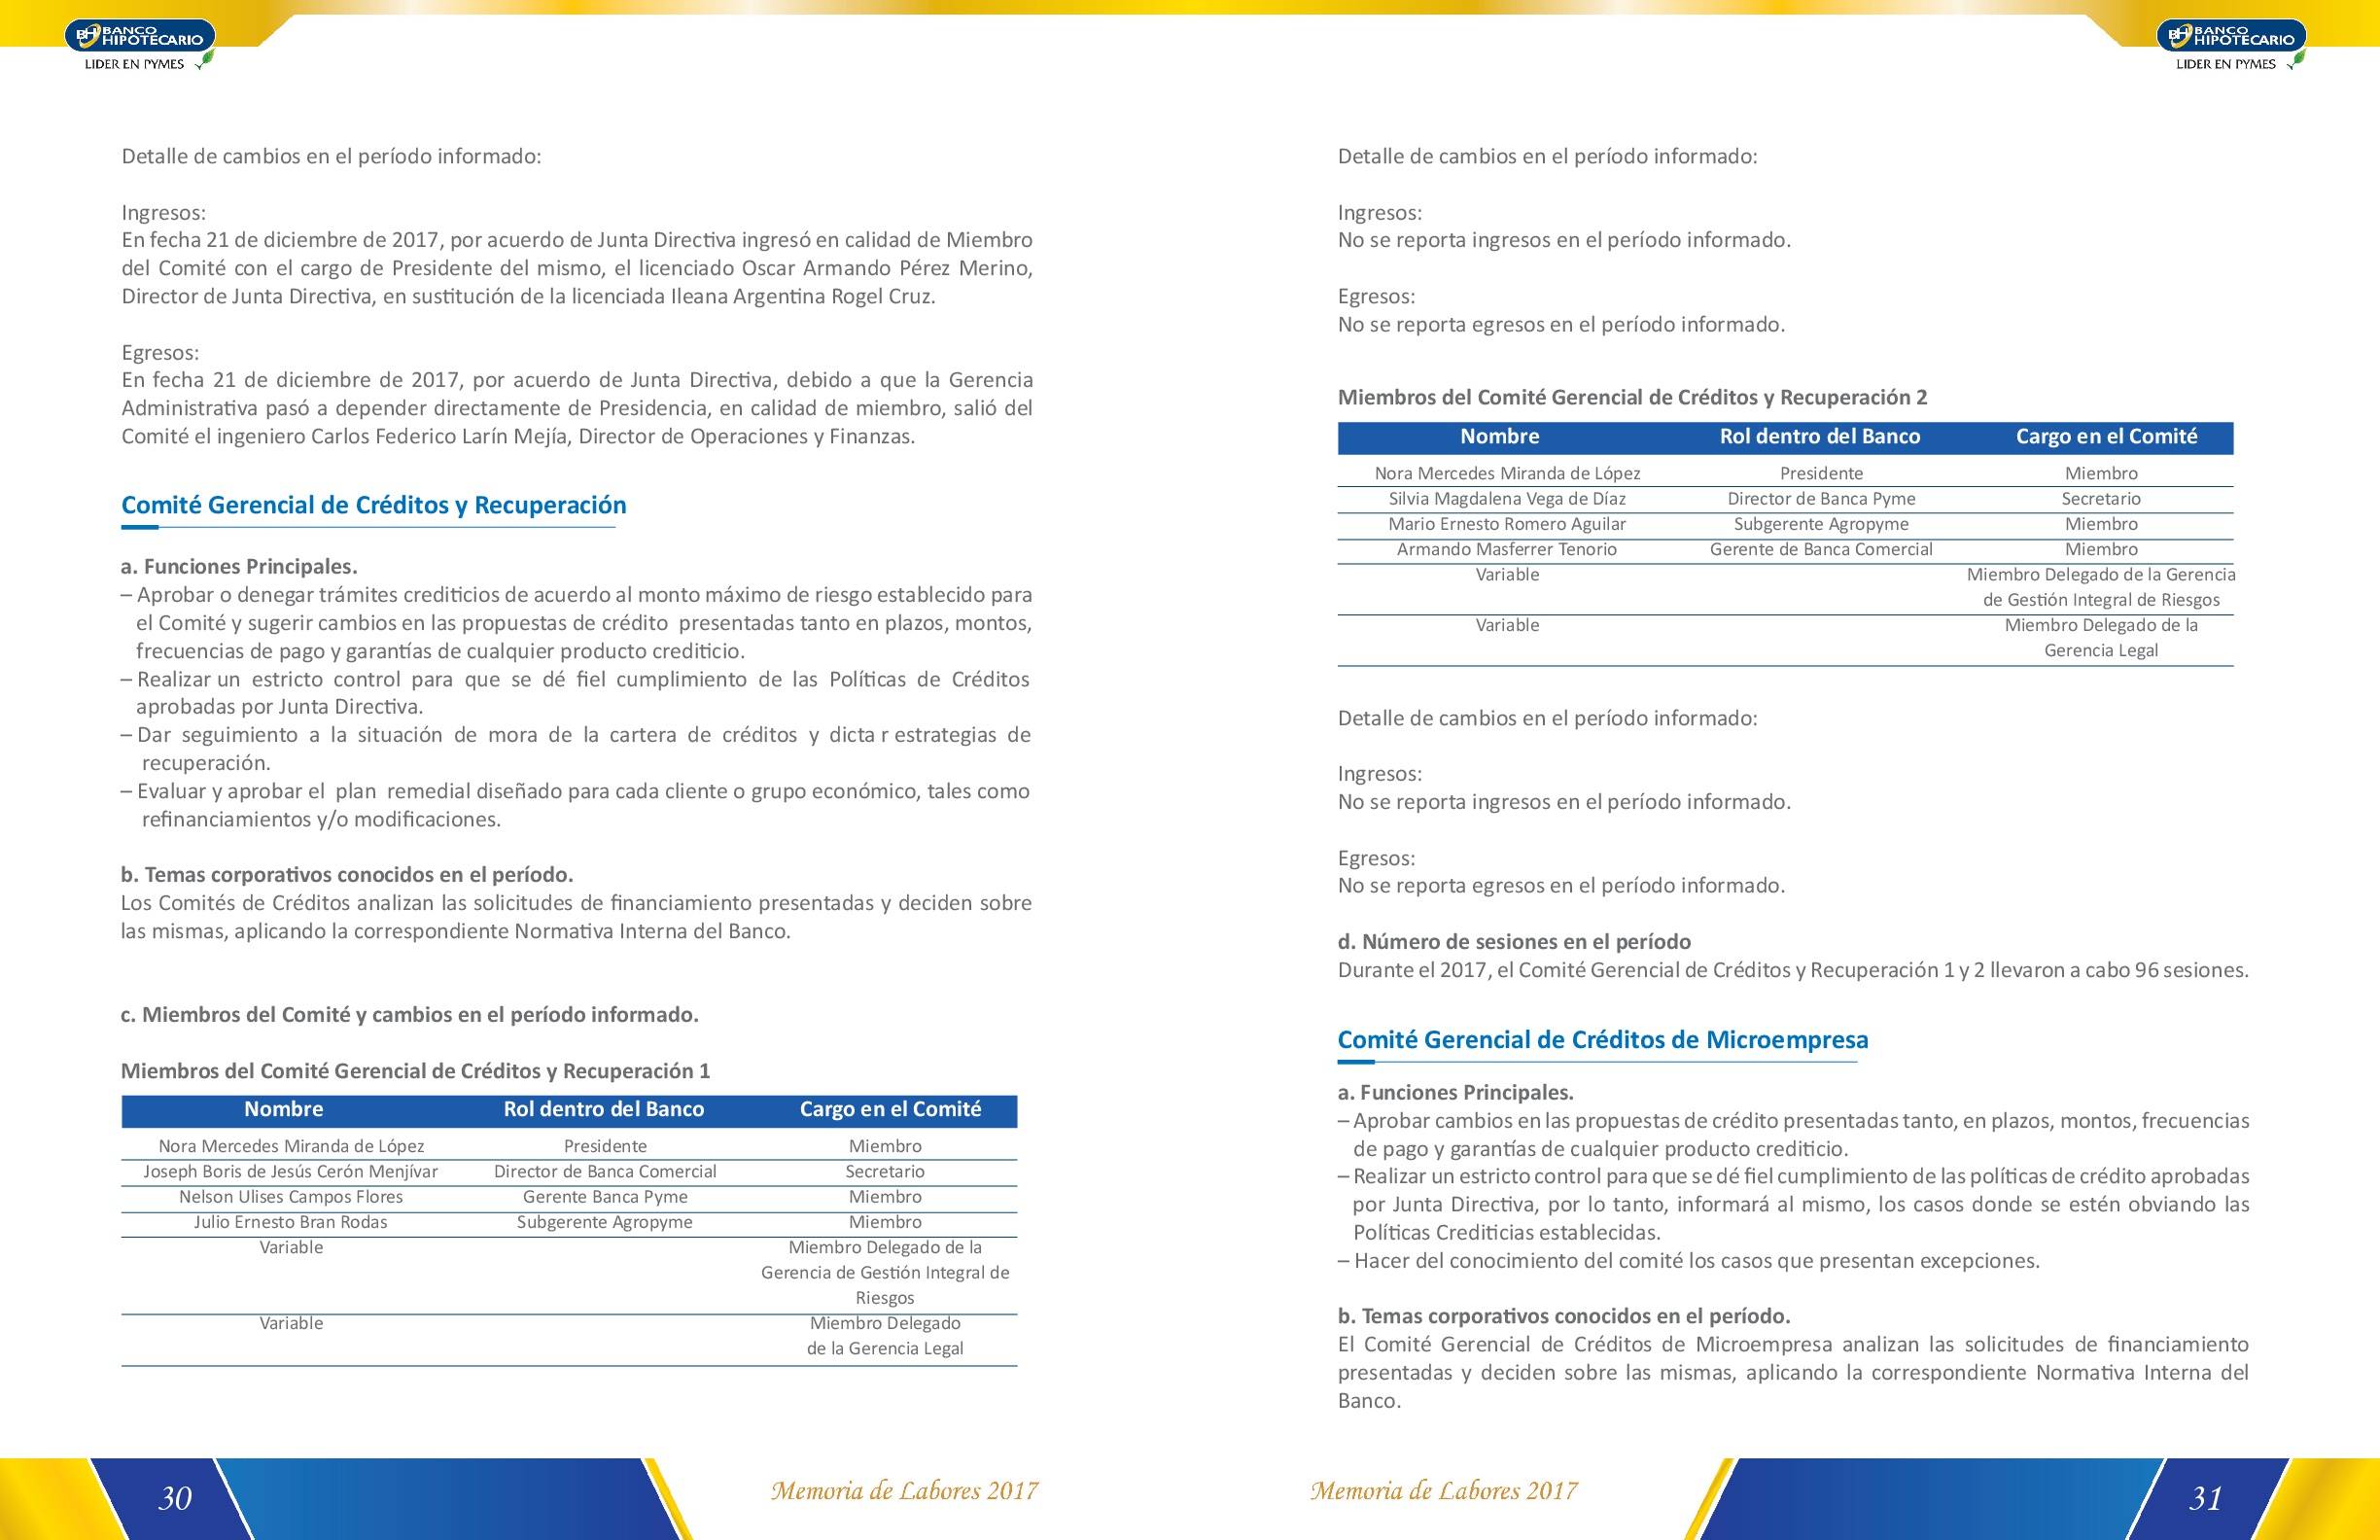 BH BANCO
HIPOTECARIO
LIDER EN PYMES
Detalle de cambios en el período informado:
Ingresos:
En fecha 21 de diciembre de 2017, por acuerdo de Junta Directiva ingresó en calidad de Miembro
del Comité con el cargo de Presidente del mismo, el licenciado Oscar Armando Pérez Merino,
Director de Junta Directiva, en sustitución de la licenciada Ileana Argentina Rogel Cruz.
Egresos:
En fecha 21 de diciembre de 2017, por acuerdo de Junta Directiva, debido a que la Gerencia
Administrativa pasó a depender directamente de Presidencia, en calidad de miembro, salió del
Comité el ingeniero Carlos Federico Larín Mejía, Director de Operaciones y Finanzas.
Comité Gerencial de Créditos y Recuperación
a. Funciones Principales.
– Aprobar o denegar trámites crediticios de acuerdo al monto máximo de riesgo establecido para
el Comité y sugerir cambios en las propuestas de crédito presentadas tanto en plazos, montos,
frecuencias de pago y garantías de cualquier producto crediticio.
– Realizar un estricto control para que se dé fiel cumplimiento de las Políticas de Créditos
aprobadas por Junta Directiva.
– Dar seguimiento a la situación de mora de la cartera de créditos y dicta r estrategias de
recuperación.
– Evaluar y aprobar el plan remedial diseñado para cada cliente o grupo económico, tales como
refinanciamientos y/o modificaciones.
b. Temas corporativos conocidos en el período.
Los Comités de Créditos analizan las solicitudes de financiamiento presentadas y deciden sobre
las mismas, aplicando la correspondiente Normativa Interna del Banco.
c. Miembros del Comité y cambios en el período informado.
Miembros del Comité Gerencial de Créditos y Recuperación 1
Nombre Rol dentro del Banco Cargo en el Comité
Nora Mercedes Miranda de López Presidente Miembro
Joseph Boris de Jesús Cerón Menjívar Director de Banca Comercial Secretario
Nelson Ulises Campos Flores Gerente Banca Pyme Miembro
Julio Ernesto Bran Rodas Subgerente Agropyme Miembro
Variable Miembro Delegado de la
Gerencia de Gestión Integral de
Riesgos
Variable Miembro Delegado
de la Gerencia Legal
30
Memoria de Labores 2017
BH BANCO
HIPOTECARIO
LIDER EN PYMES
Detalle de cambios en el período informado:
Ingresos:
No se reporta ingresos en el período informado.
Egresos:
No se reporta egresos en el período informado.
Miembros del Comité Gerencial de Créditos y Recuperación 2
Nombre Rol dentro del Banco Cargo en el Comité
Nora Mercedes Miranda de López Presidente Miembro
Silvia Magdalena Vega de Díaz Director de Banca Pyme Secretario
Mario Ernesto Romero Aguilar Subgerente Agropyme Miembro
Armando Masferrer Tenorio Gerente de Banca Comercial Miembro
Variable Miembro Delegado de la Gerencia
de Gestión Integral de Riesgos
Variable Miembro Delegado de la
Gerencia Legal
Detalle de cambios en el período informado:
Ingresos:
No se reporta ingresos en el período informado.
Egresos:
No se reporta egresos en el período informado.
d. Número de sesiones en el período
Durante el 2017, el Comité Gerencial de Créditos y Recuperación 1 y 2 llevaron a cabo 96 sesiones.
Comité Gerencial de Créditos de Microempresa
a. Funciones Principales.
– Aprobar cambios en las propuestas de crédito presentadas tanto, en plazos, montos, frecuencias
de pago y garantías de cualquier producto crediticio.
– Realizar un estricto control para que se dé fiel cumplimiento de las políticas de crédito aprobadas
por Junta Directiva, por lo tanto, informará al mismo, los casos donde se estén obviando las
Políticas Crediticias establecidas.
– Hacer del conocimiento del comité los casos que presentan excepciones.
b. Temas corporativos conocidos en el período.
El Comité Gerencial de Créditos de Microempresa analizan las solicitudes de financiamiento
presentadas y deciden sobre las mismas, aplicando la correspondiente Normativa Interna del
Banco.
Memoria de Labores 2017
31